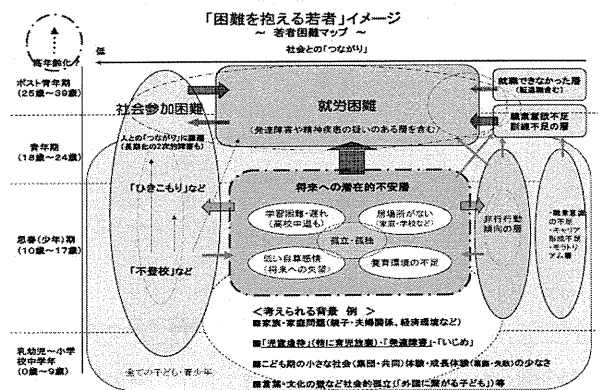 「困難を抱える若者」イメージ
～ 若者困難マップ ～
低
社会との「つながり」
高年齢化
ポスト青年期
(25歳～39歳)
青年期
(18歳～24歳)
思春(少年)期
(10歳～17歳)
乳幼児～小学
校中学年
(0歳～9歳)
社会参加困難
人との「つながり」に課題
(長期化の2次的障害も)
「ひきこもり」など
「不登校」など
全ての子ども・青少年
就労困難
(発達障害や精神疾患の疑いのある層を含む)
就職できなかった層
職業意欲不足
訓練不足の層
将来への潜在的不安層
学習困難・遅れ
(高校中退も)
居場所がない
(家庭・学校など)
孤立・孤独
低い自尊感情
(将来への失望)
養育環境の不足
非行行動
傾向の層
・職業意識
の不足
・キャリア
形成不足
・モラトリ
アム層
＜考えられる背景 例＞
■家族・家庭問題(親子・夫婦関係、経済環境など)
■「児童虐待」(特に育児放棄)・「発達障害」・「いじめ」
■こども期の小さな社会(集団・共同)体験・成長体験(葛藤・失敗)の少なさ
■言葉・文化の壁など社会的孤立(「外国に繋がる子ども」)等